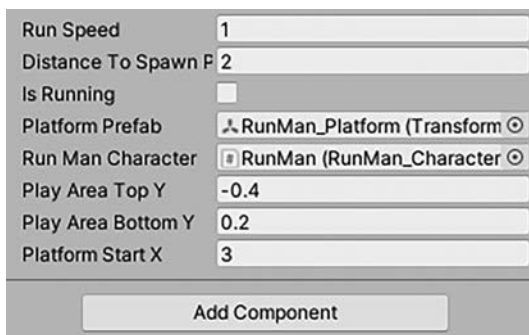 Run Speed 1
Distance To Spawn P 2
Is Running
Platform Prefab RunMan_Platform (Transform
Run Man Character RunMan (RunMan_Character
Play Area Top Y -0.4
Play Area Bottom Y 0.2
Platform Start X 3
Add Component